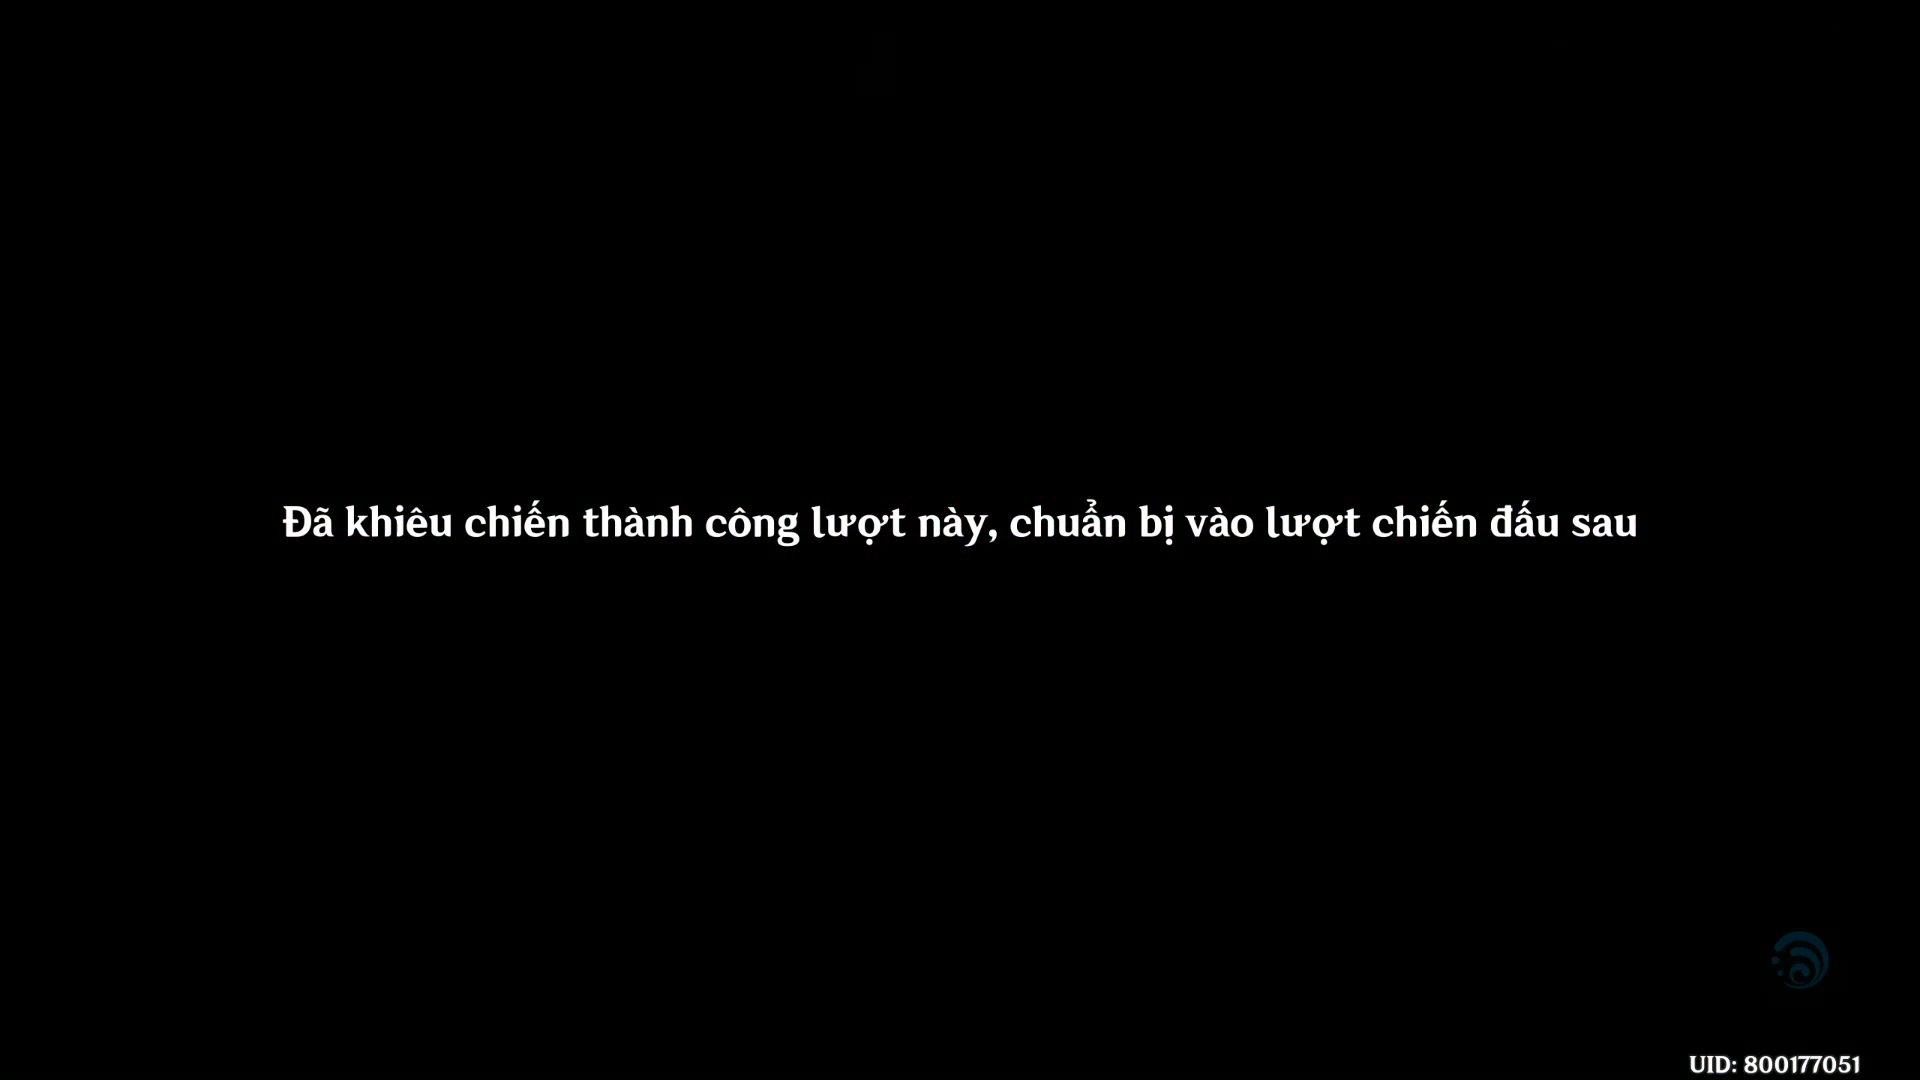 Đã khiêu chiến thành công lượt này, chuẩn bị vào lượt chiến đấu sau
UID: 800177051